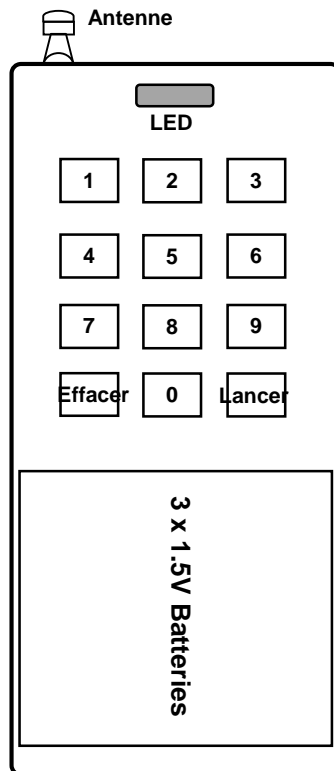 Antenne
LED
1 2 3
4 5 6
7 8 9
Effacer 0 Lancer
3 x 1.5V Batteries